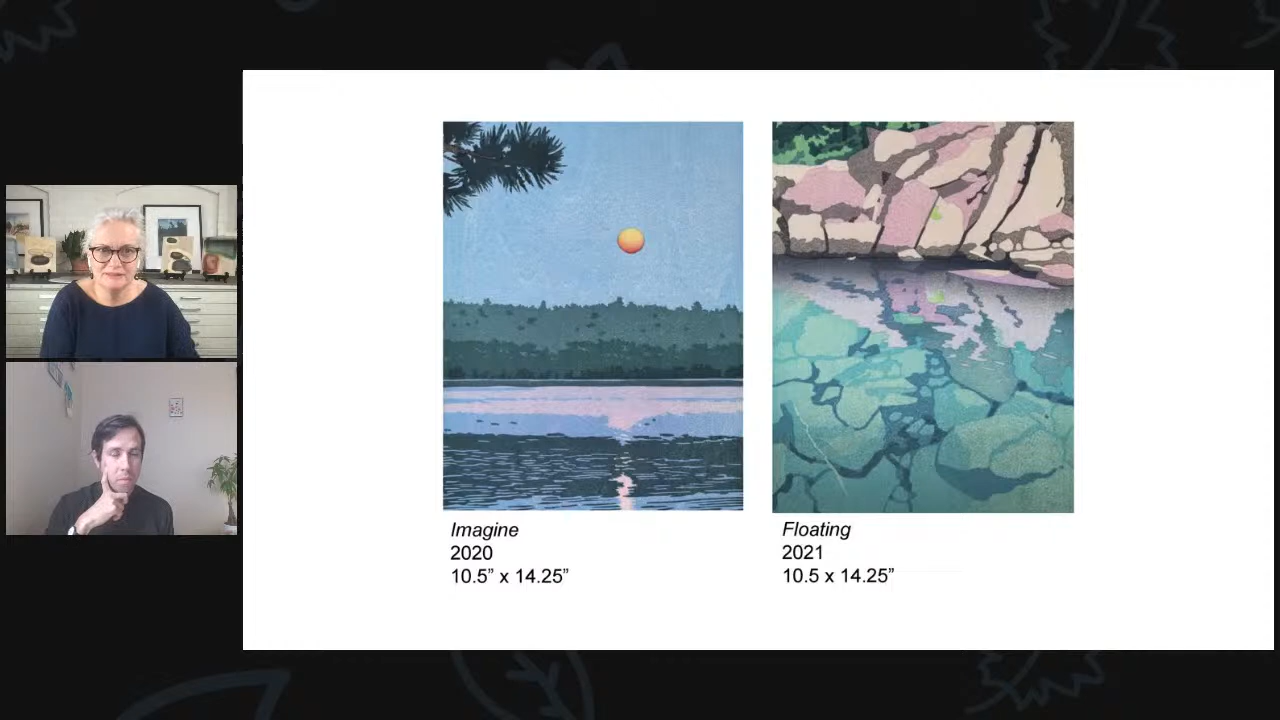 Imagine
2020
10.5” x 14.25”
Floating
2021
10.5 x 14.25”